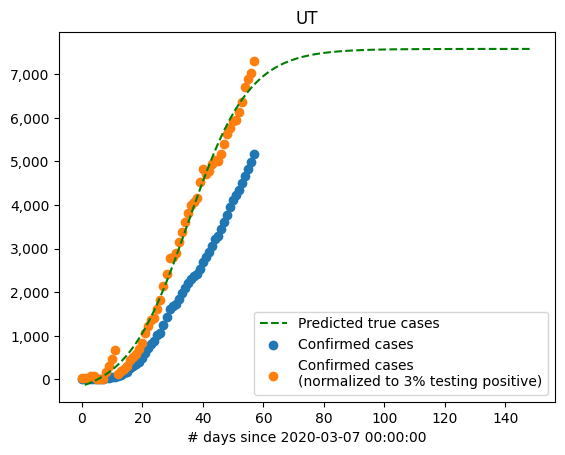 UT
7,000
6,000
5,000
4,000
3,000
2,000
1,000
0
0 20 40 60 80 100 120 140
# days since 2020-03-07 00:00:00
Predicted true cases
Confirmed cases
Confirmed cases
(normalized to 3% testing positive)